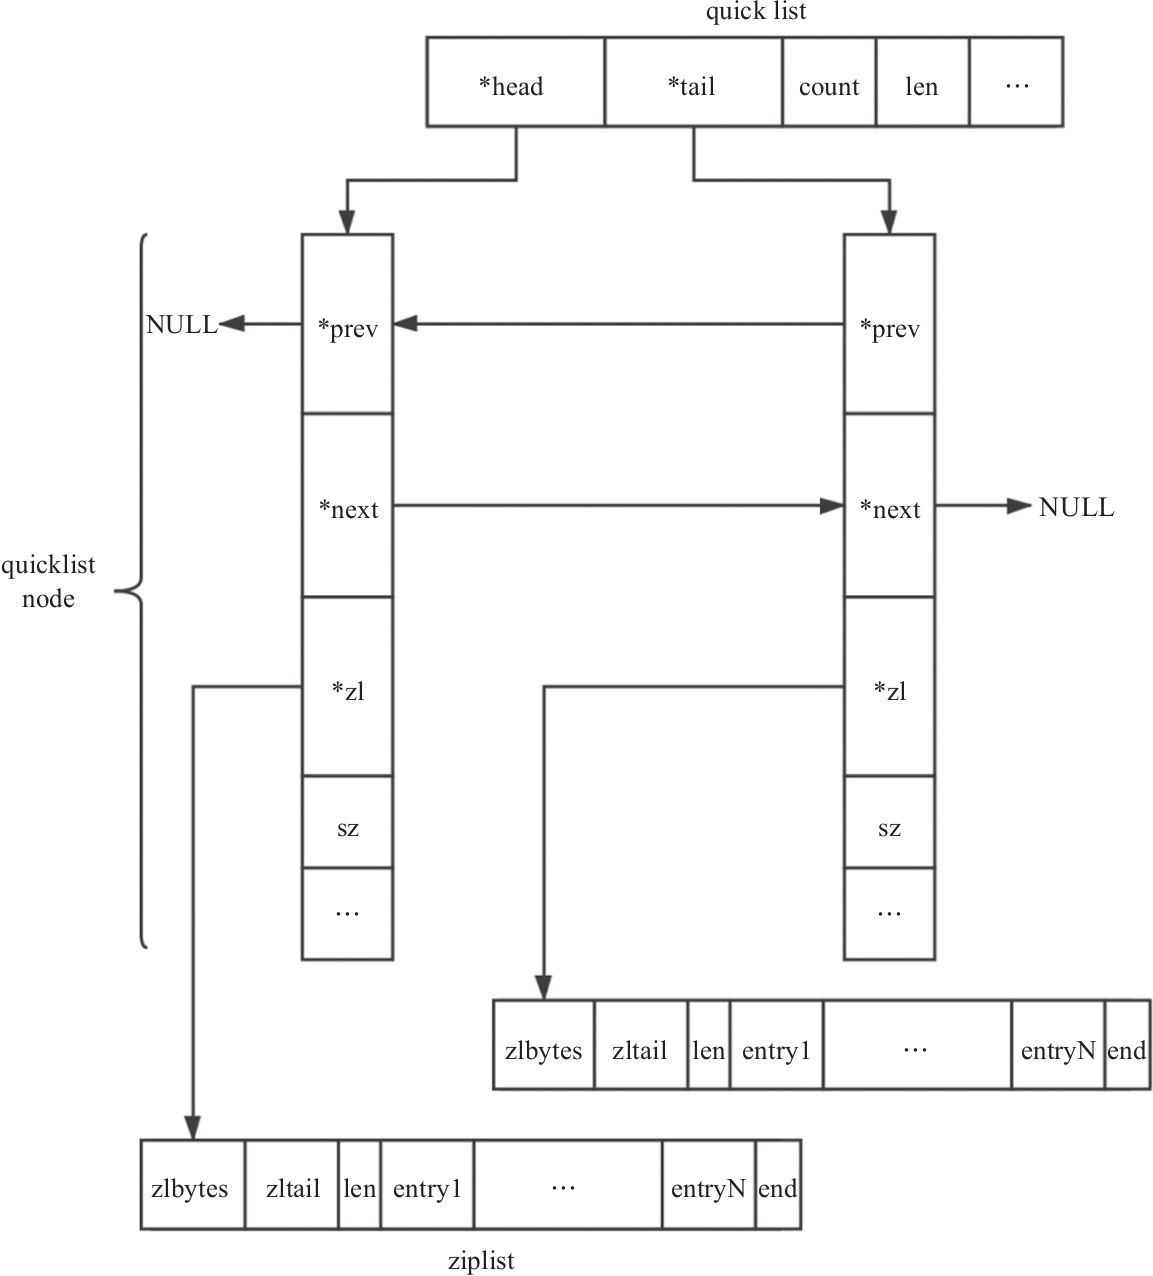 quick list
*head *tail count len ···
NULL *prev *prev
*next *next NULL
quicklist
node
*zl *zl
sz sz
··· ···
zlbytes zltail len entry1 ··· entryN end
zlbytes zltail len entry1 ··· entryN end
ziplist